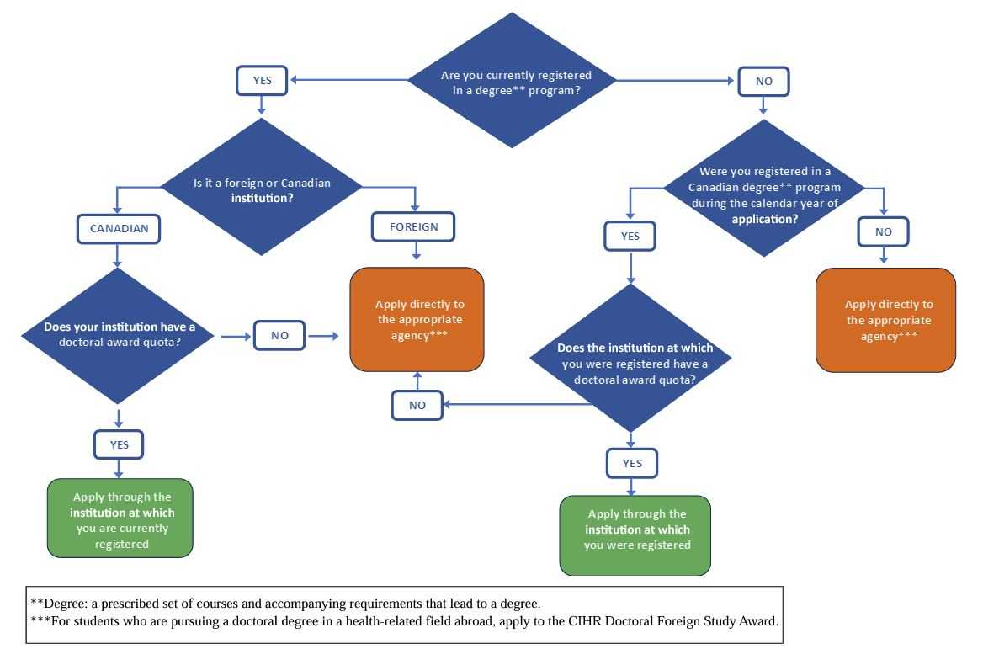 Are you currently registered
in a degree** program?
YES
NO
Is it a foreign or Canadian
institution?
Were you registered in a
Canadian degree** program
during the calendar year of
application?
CANADIAN
FOREIGN
YES
NO
Does your institution have a
doctoral award quota?
NO
Apply directly to
the appropriate
agency***
Does the institution at which
you were registered have a
doctoral award quota?
Apply directly to
the appropriate
agency***
NO
YES
YES
Apply through the
institution at which
you are currently
registered
Apply through the
institution at which
you were registered
**Degree: a prescribed set of courses and accompanying requirements that lead to a degree.
***For students who are pursuing a doctoral degree in a health-related field abroad, apply to the CIHR Doctoral Foreign Study Award.